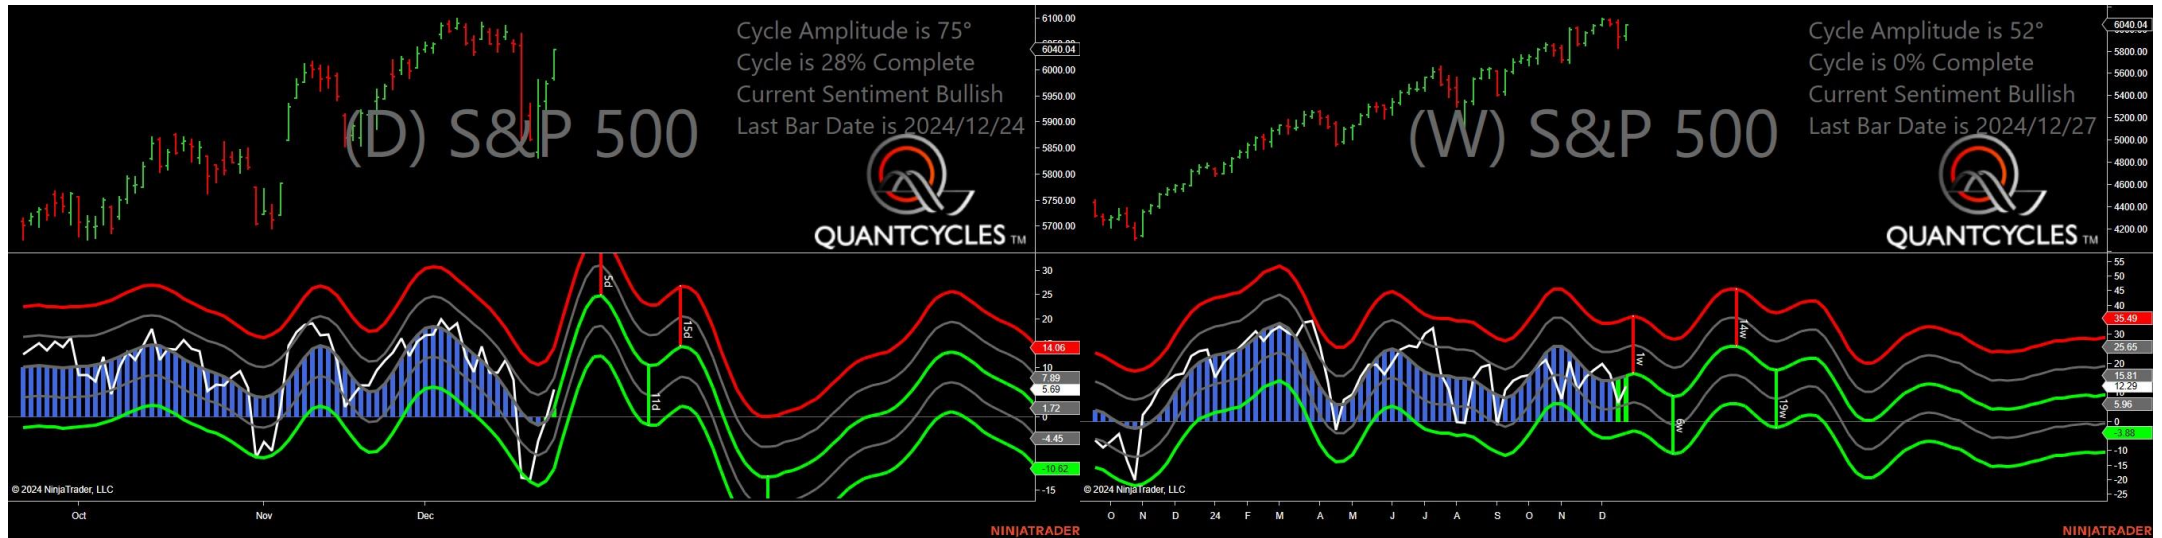 Cycle Amplitude is 75°
Cycle is 28% Complete
Current Sentiment Bullish
Last Bar Date is 2024/12/24
(D) S&P 500
QUANTCYCLES TM
6100.00
6040.04
6000.00
5950.00
5900.00
5850.00
5800.00
5750.00
5700.00
5d
15d
11d
30
25
20
14.06
10
7.89
5.69
1.72
0
-4.45
-10.62
-15
© 2024 NinjaTrader, LLC
Oct Nov Dec
NINJATRADER
Cycle Amplitude is 52°
Cycle is 0% Complete
Current Sentiment Bullish
Last Bar Date is 2024/12/27
(W) S&P 500
QUANTCYCLES TM
6040.04
5800.00
5600.00
5400.00
5200.00
5000.00
4800.00
4600.00
4400.00
4200.00
1w
14w
6w
19w
55
50
45
40
35.49
30
25.65
20
15.81
12.29
5.96
0
-3.88
-10
-15
-20
-25
© 2024 NinjaTrader, LLC
O N D 24 F M A M J J A S O N D
NINJATRADER